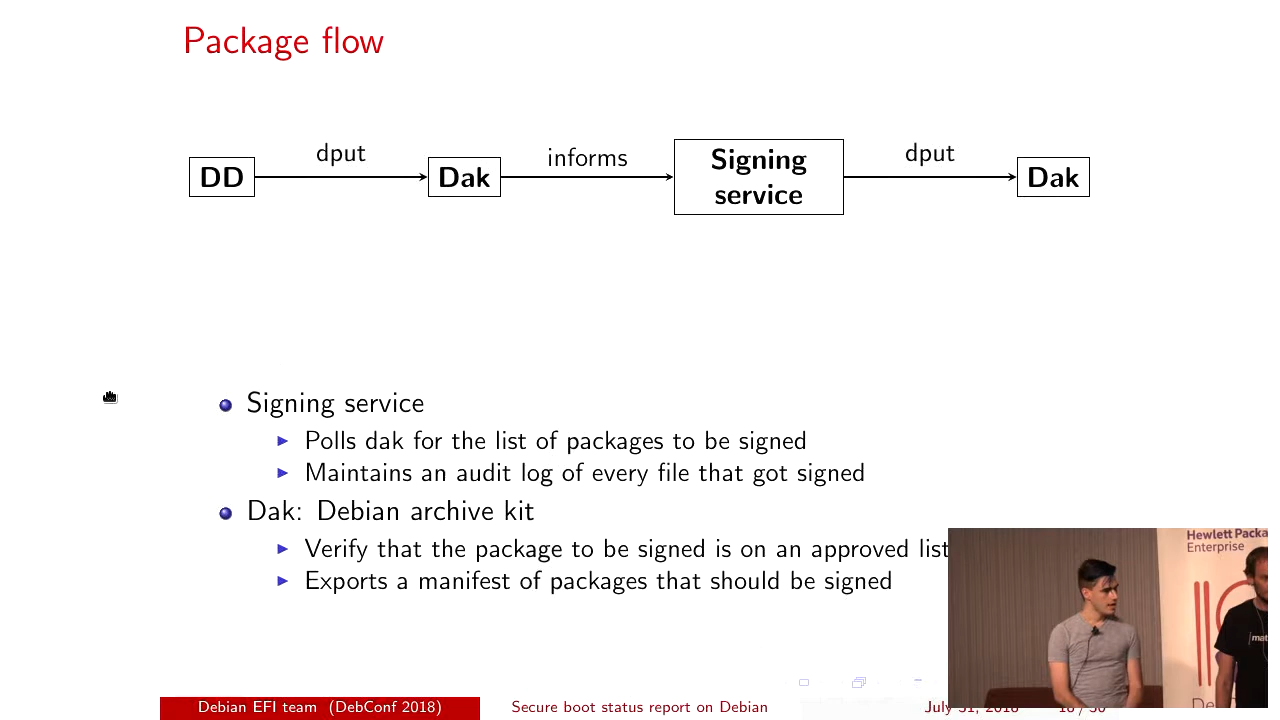 Package flow
DD
dput
Dak
informs
Signing
service
dput
Dak
Signing service
Polls dak for the list of packages to be signed
Maintains an audit log of every file that got signed
Dak: Debian archive kit
Verify that the package to be signed is on an approved list
Exports a manifest of packages that should be signed
Hewlett Packa
Enterprise
Debian EFI team (DebConf 2018)
Secure boot status report on Debian